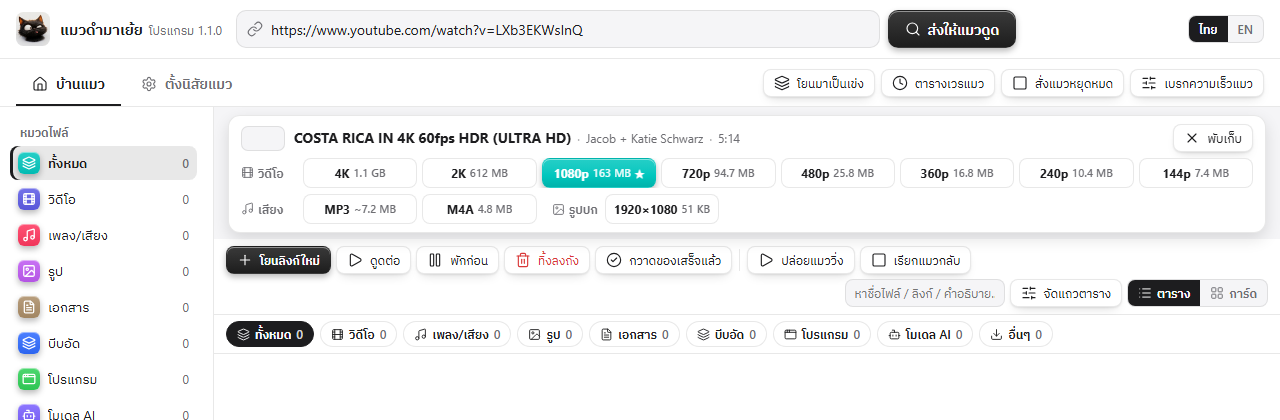 แมวดำมาเย้ย โปรแกรม 1.1.0
https://www.youtube.com/watch?v=LXb3EKWsInQ
ส่งให้แมวดูด
ไทย EN
บ้านแมว
ตั้งนิสัยแมว
โยนมาเป็นเข่ง
ตารางเวรแมว
สั่งแมวหยุดหมด
เบรกความเร็วแมว
หมวดไฟล์
ทั้งหมด 0
วิดีโอ 0
เพลง/เสียง 0
รูป 0
เอกสาร 0
บีบอัด 0
โปรแกรม 0
โมเดล AI 0
COSTA RICA IN 4K 60fps HDR (ULTRA HD) · Jacob + Katie Schwarz · 5:14
พับเก็บ
วิดีโอ 4K 1.1 GB 2K 612 MB 1080p 163 MB ★ 720p 94.7 MB 480p 25.8 MB 360p 16.8 MB 240p 10.4 MB 144p 7.4 MB
เสียง MP3 ~7.2 MB M4A 4.8 MB รูปปก 1920×1080 51 KB
โยนลิงก์ใหม่ ดูดต่อ พักก่อน ทิ้งลงถัง กวาดของเสร็จแล้ว ปล่อยแมววิ่ง เรียกแมวกลับ
หาชื่อไฟล์ / ลิงก์ / คำอธิบาย. จัดแถวตาราง ตาราง การ์ด
ทั้งหมด 0 วิดีโอ 0 เพลง/เสียง 0 รูป 0 เอกสาร 0 บีบอัด 0 โปรแกรม 0 โมเดล AI 0 อื่นๆ 0